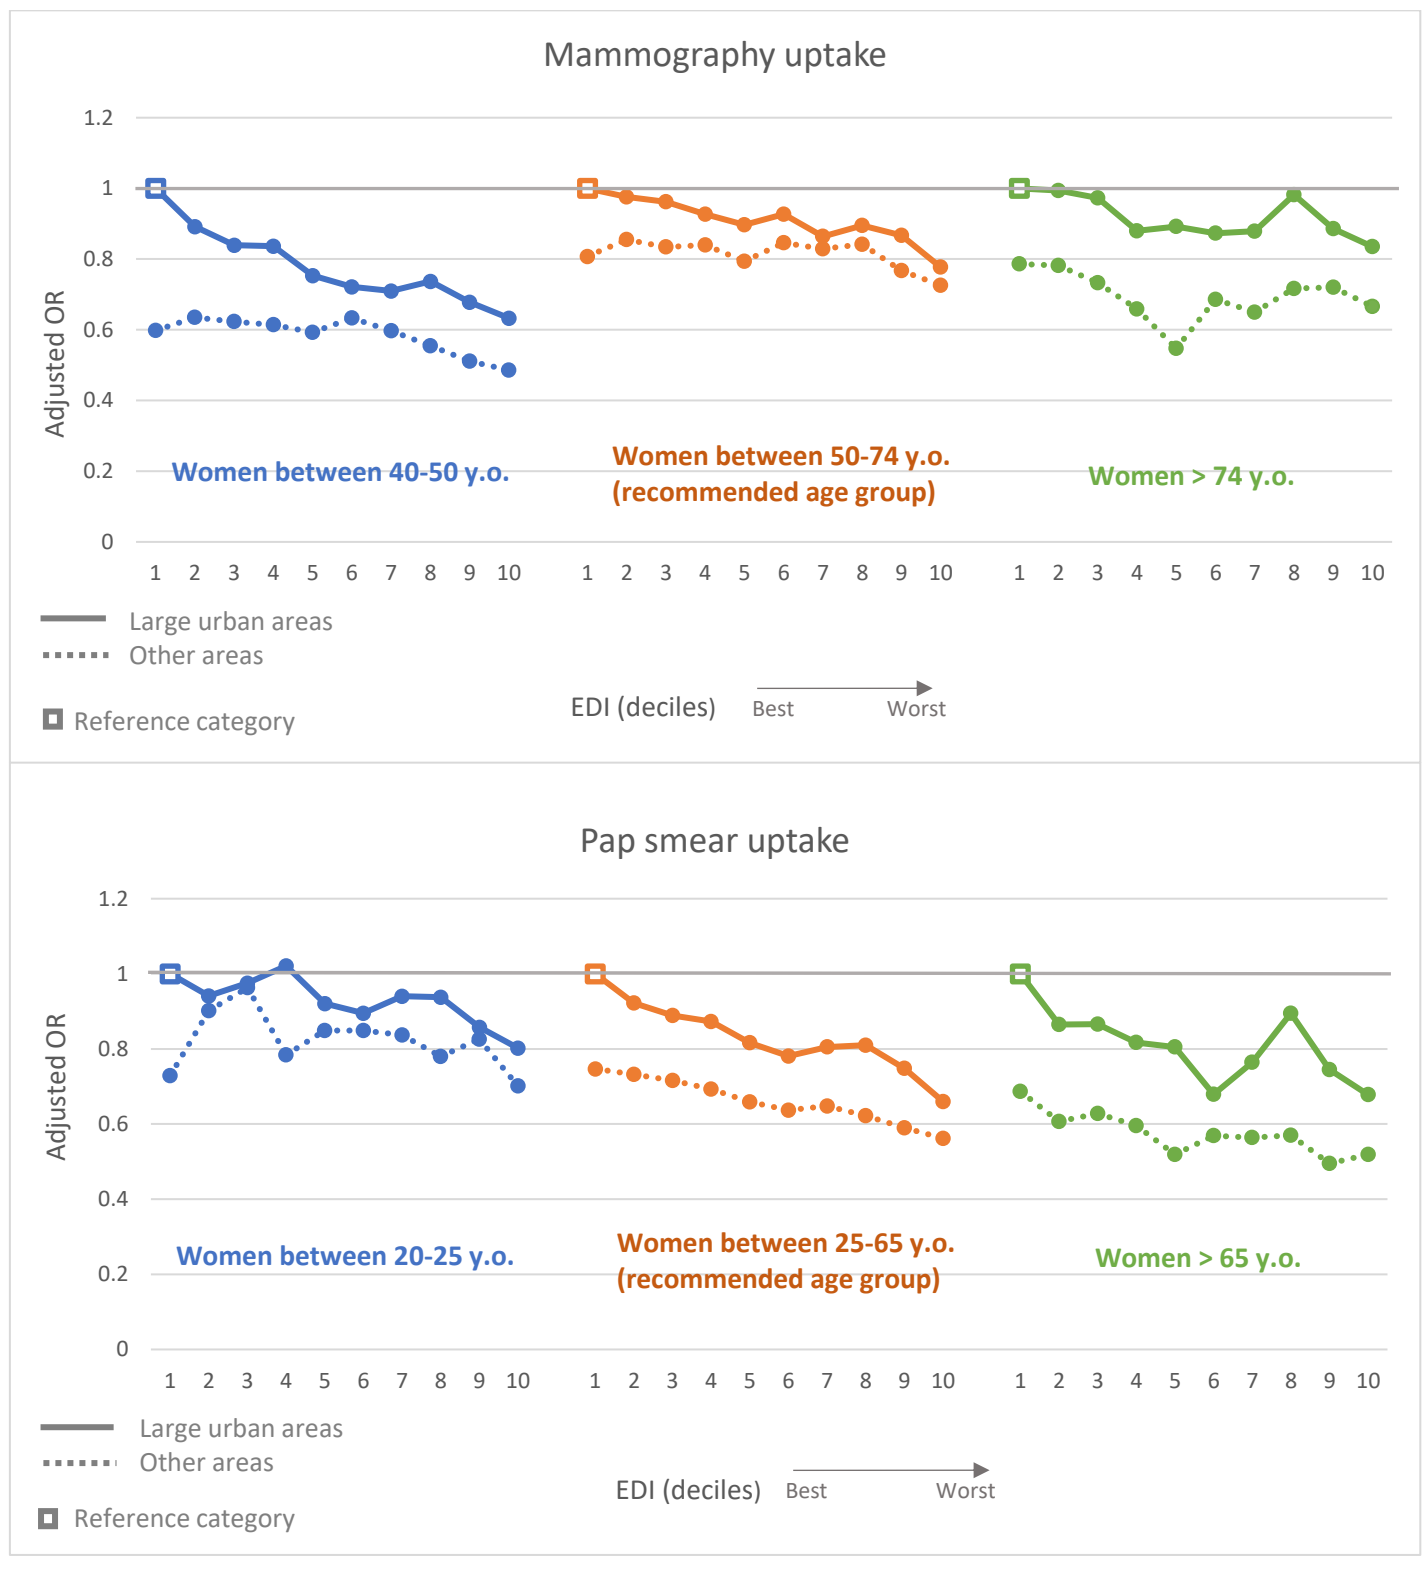 Mammography uptake
1.2
1
0.8
0.6
0.4
0.2
0
Adjusted OR
Women between 40-50 y.o.
Women between 50-74 y.o.
(recommended age group)
Women > 74 y.o.
1 2 3 4 5 6 7 8 9 10 1 2 3 4 5 6 7 8 9 10 1 2 3 4 5 6 7 8 9 10
Large urban areas
Other areas
Reference category
EDI (deciles) Best Worst
Pap smear uptake
1.2
1
0.8
0.6
0.4
0.2
0
Adjusted OR
Women between 20-25 y.o.
Women between 25-65 y.o.
(recommended age group)
Women > 65 y.o.
1 2 3 4 5 6 7 8 9 10 1 2 3 4 5 6 7 8 9 10 1 2 3 4 5 6 7 8 9 10
Large urban areas
Other areas
Reference category
EDI (deciles) Best Worst